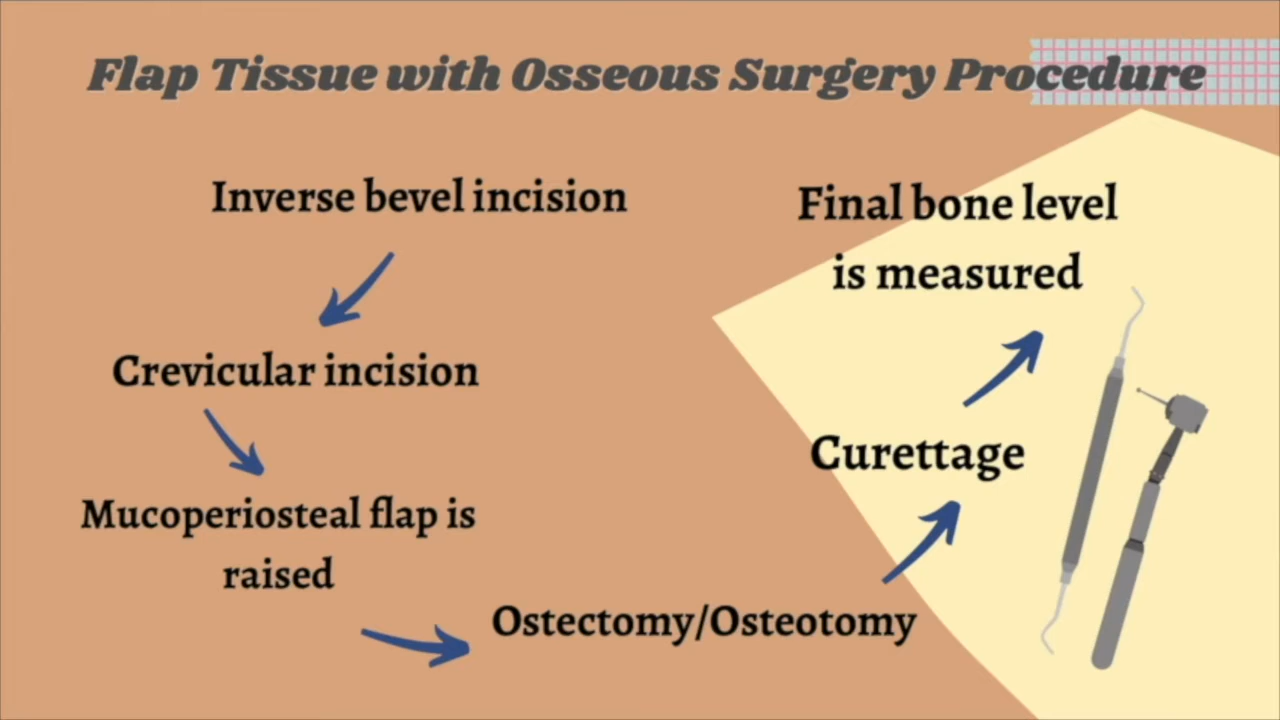 Flap Tissue with Osseous Surgery Procedure
Inverse bevel incision
Crevicular incision
Mucoperiosteal flap is
raised
Ostectomy/Osteotomy
Curettage
Final bone level
is measured